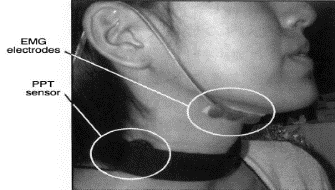 EMG
electrodes
PPT
sensor